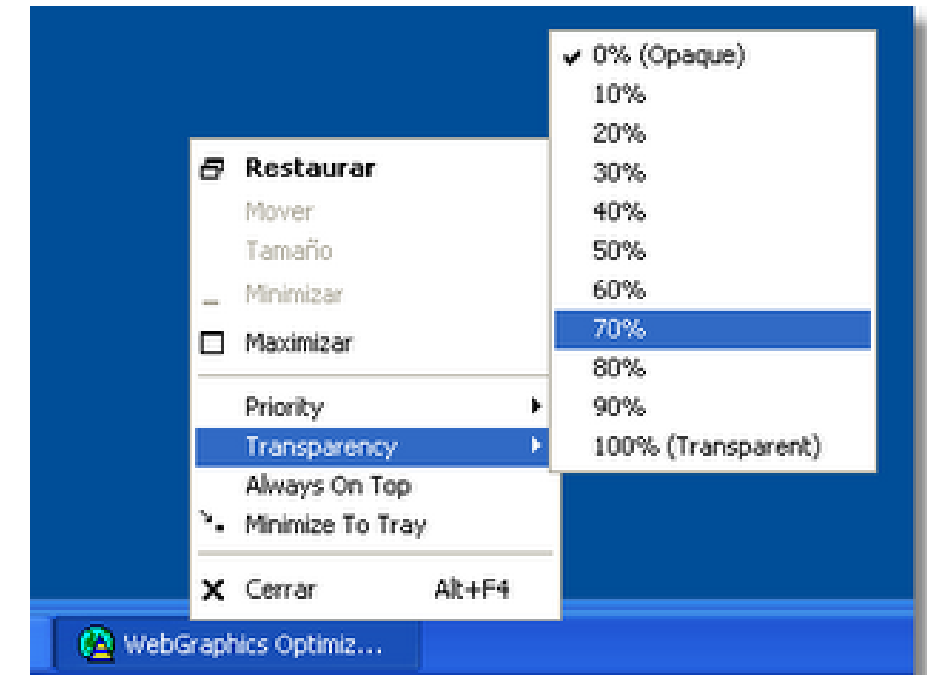 Restaurar
Mover
Tamaño
Minimizar
Maximizar
Priority
Transparency
Always On Top
Minimize To Tray
Cerrar Alt+F4
0% (Opaque)
10%
20%
30%
40%
50%
60%
70%
80%
90%
100% (Transparent)
WebGraphics Optimiz...